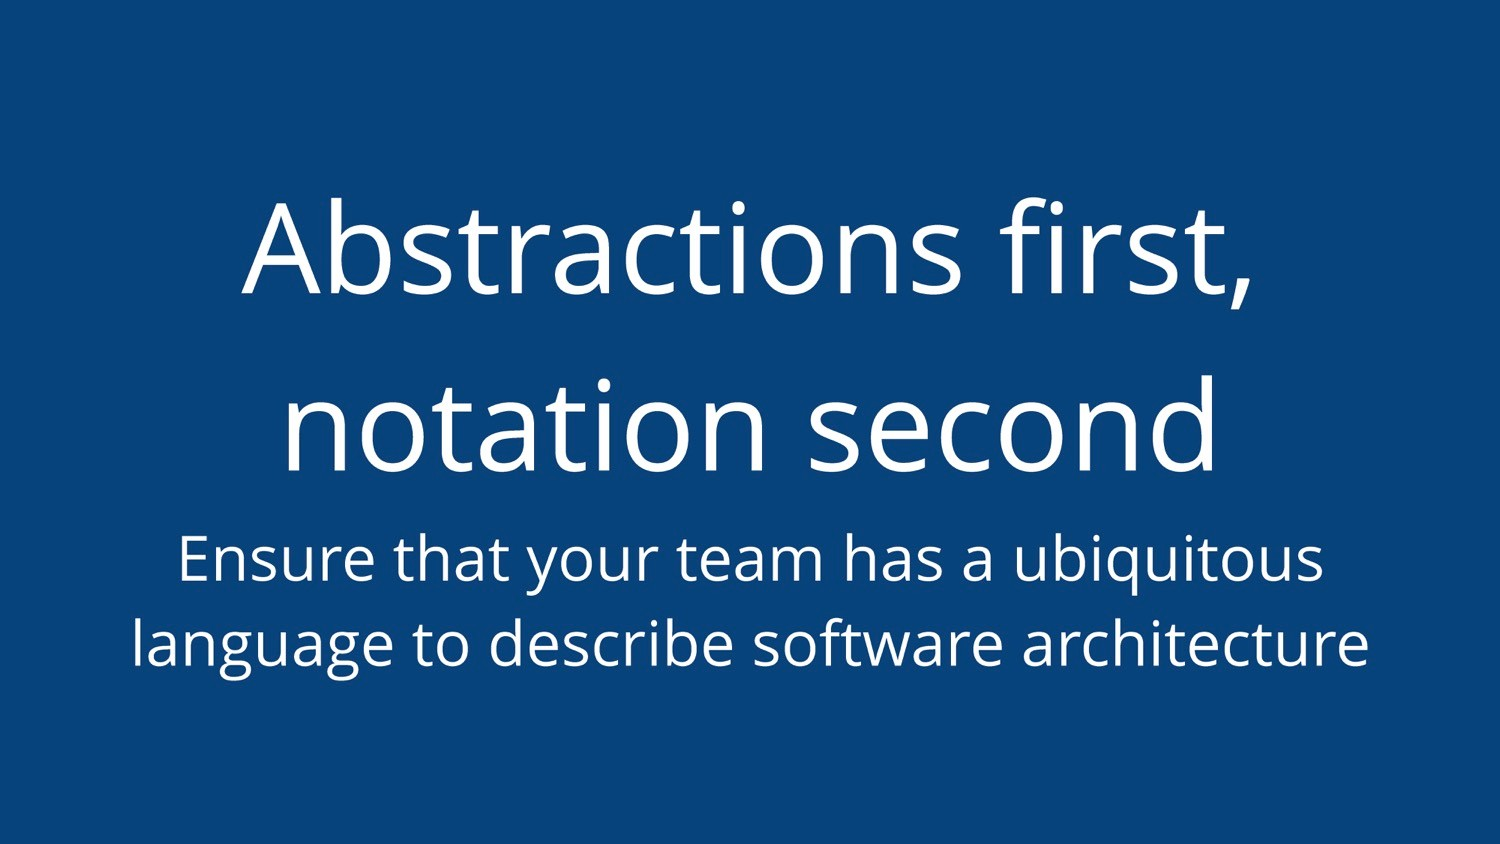 Abstractions first,
notation second
Ensure that your team has a ubiquitous
language to describe software architecture